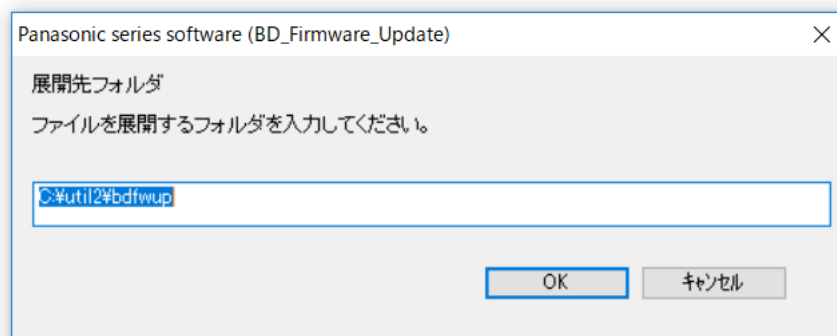 Panasonic series software (BD_Firmware_Update)
展開先フォルダ
ファイルを展開するフォルダを入力してください。
C:¥util2¥bdfwup
OK
キャンセル